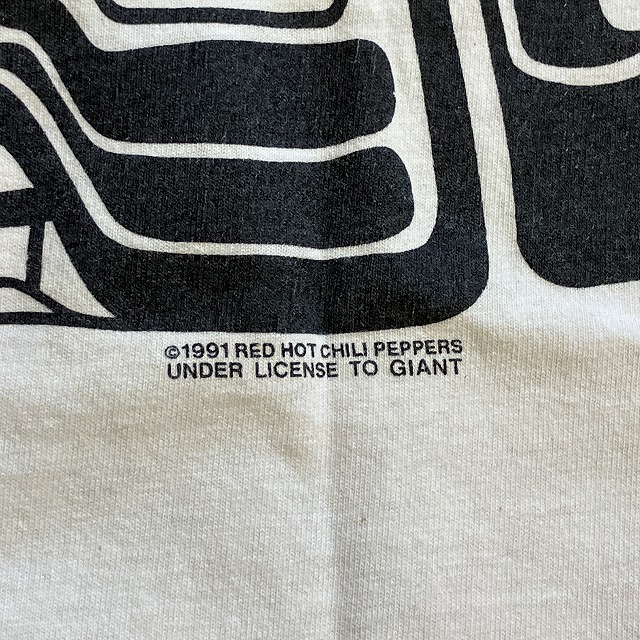 ©1991 RED HOT CHILI PEPPERS
UNDER LICENSE TO GIANT